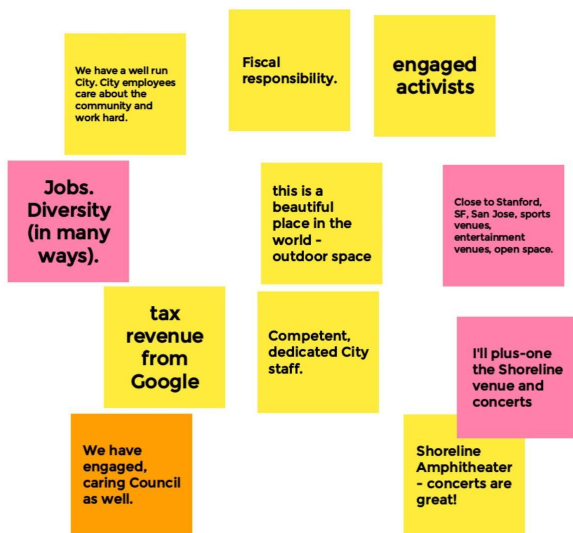 We have a well run
City. City employees
care about the
community and
work hard.
Fiscal
responsibility.
engaged
activists
Jobs.
Diversity
(in many
ways).
this is a
beautiful
place in the
world -
outdoor space
Close to Stanford,
SF, San Jose, sports
venues,
entertainment
venues, open space.
tax
revenue
from
Google
Competent,
dedicated City
staff.
I'll plus-one
the Shoreline
venue and
concerts
We have
engaged,
caring Council
as well.
Shoreline
Amphitheater
- concerts are
great!